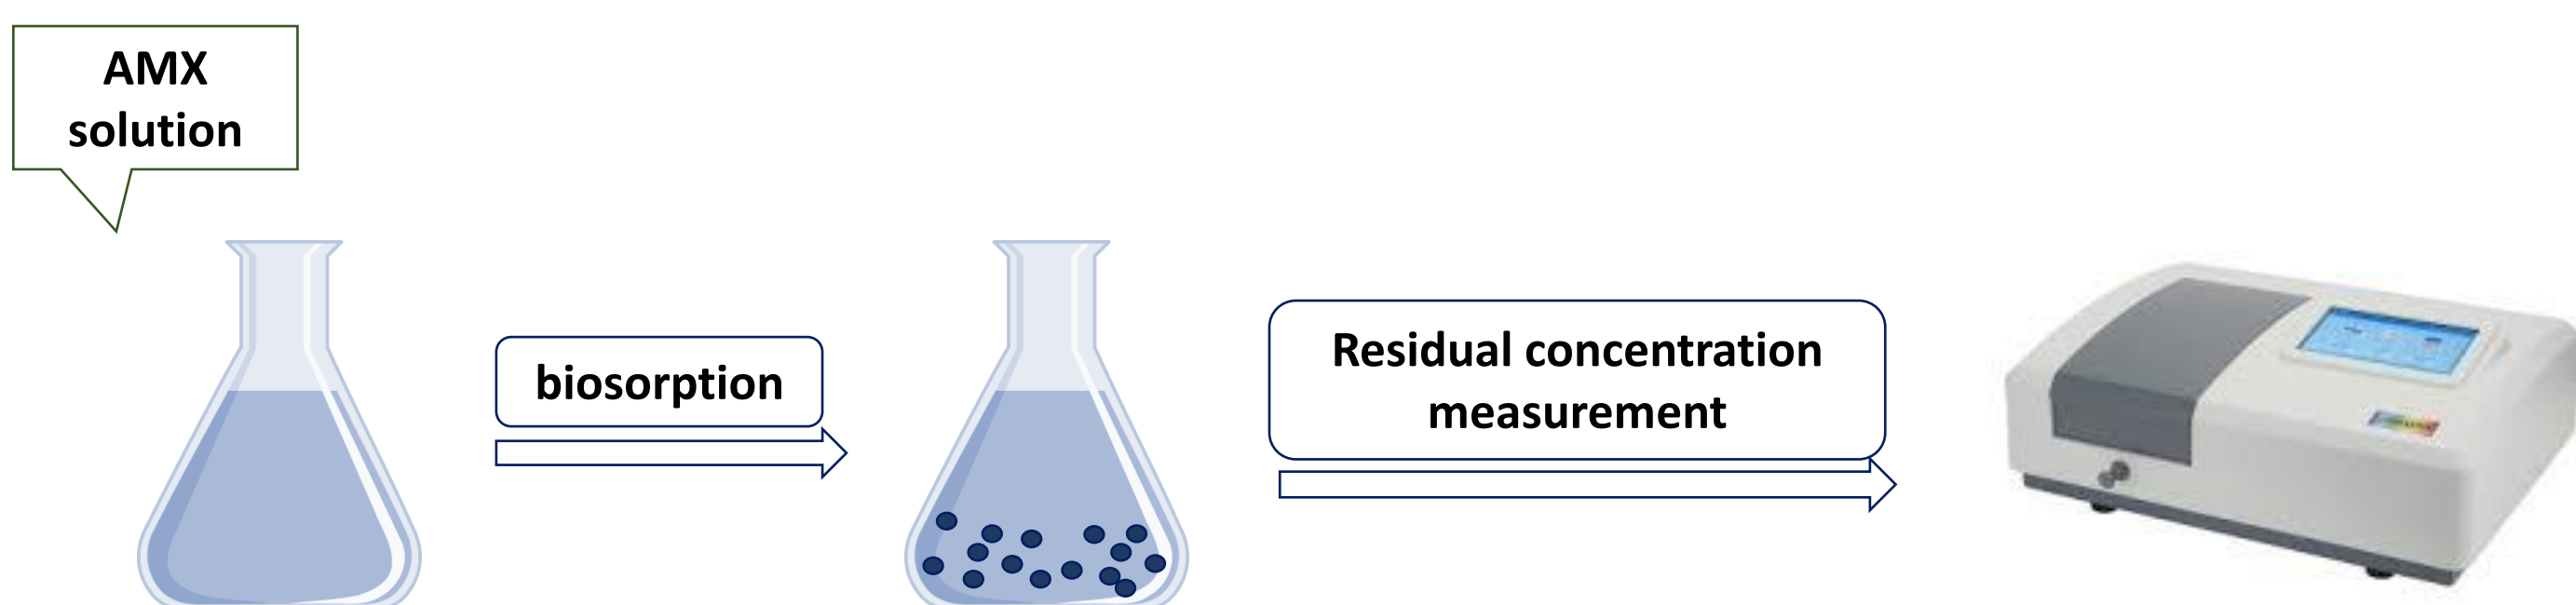 AMX
solution
biosorption
Residual concentration
measurement